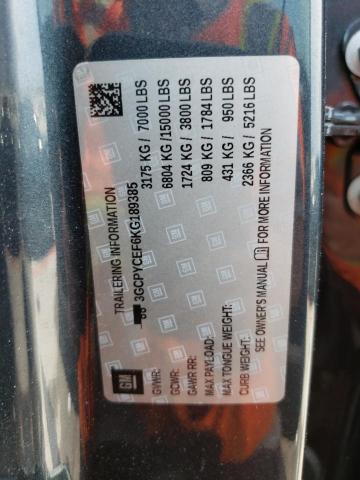 GM
TRAILERING INFORMATION
3GCPYCEF6KG189385
GVWR: 3175 KG / 7000 LBS
GCWR: 6804 KG /15000 LBS
GAWR RR: 1724 KG / 3800 LBS
MAX PAYLOAD: 809 KG / 1784 LBS
MAX TONGUE WEIGHT: 431 KG / 950 LBS
CURB WEIGHT: 2366 KG / 5216 LBS
SEE OWNER'S MANUAL FOR MORE INFORMATION